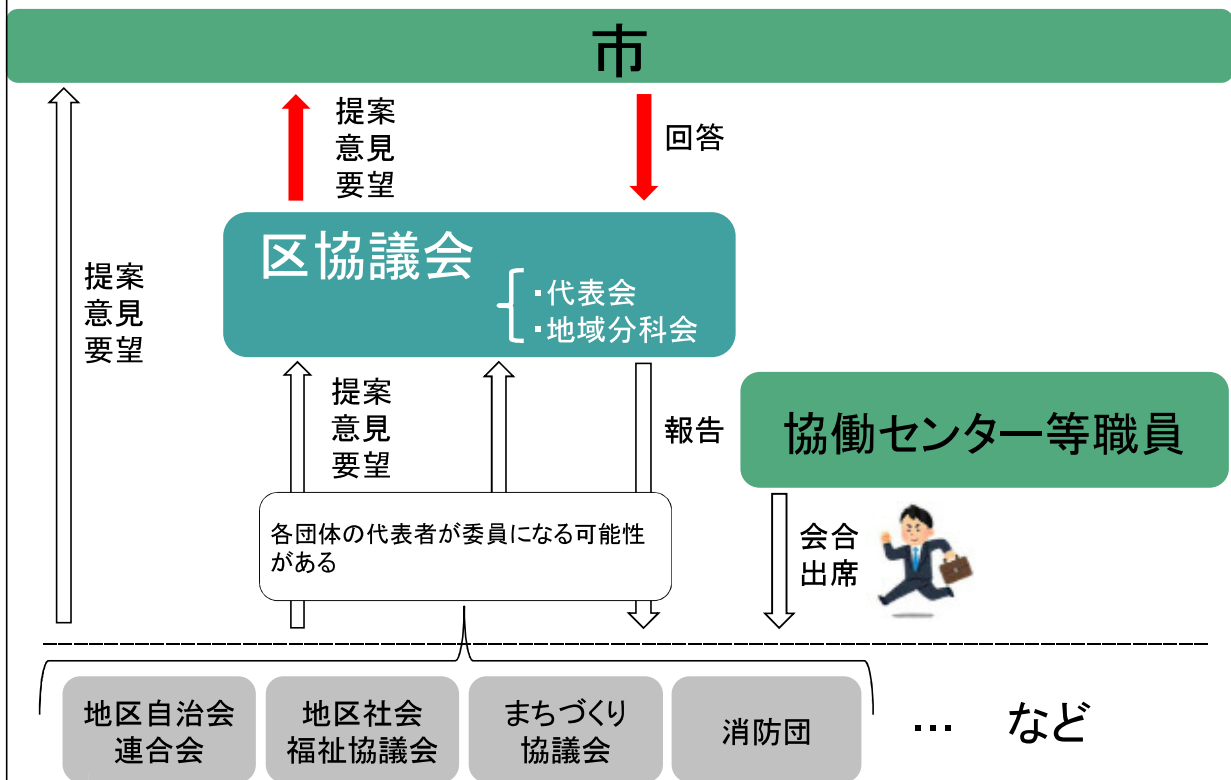 市
提案
意見
要望
回答
提案
意見
要望
区協議会
・代表会
・地域分科会
提案
意見
要望
報告
協働センター等職員
各団体の代表者が委員になる可能性
がある
会合
出席
地区自治会
連合会
地区社会
福祉協議会
まちづくり
協議会
消防団
… など